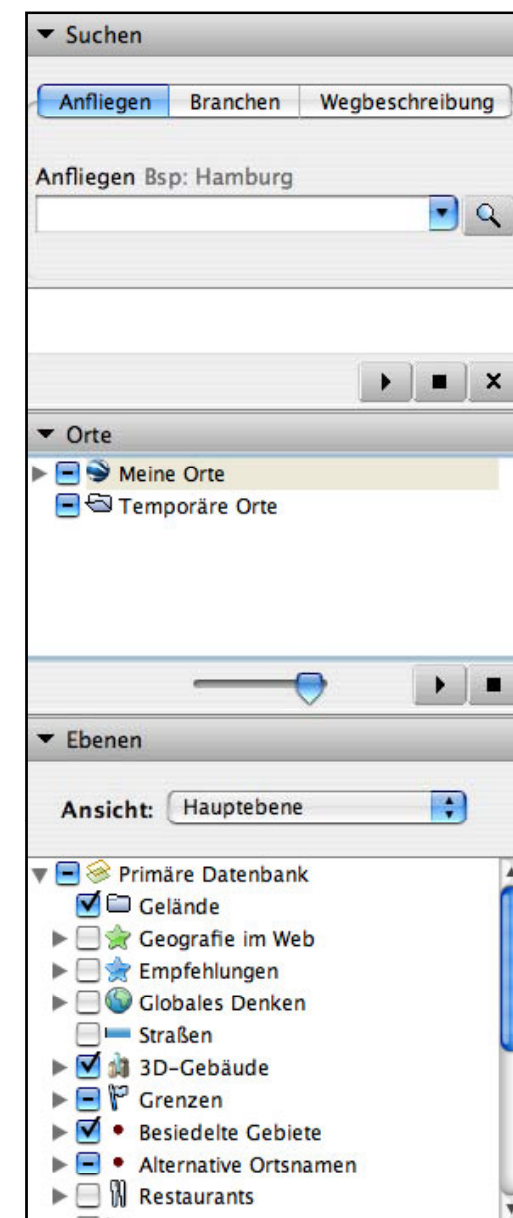 Suchen
Anfliegen Branchen Wegbeschreibung
Anfliegen Bsp: Hamburg
Orte
Meine Orte
Temporäre Orte
Ebenen
Ansicht: Hauptebene
Primäre Datenbank
Gelände
Geografie im Web
Empfehlungen
Globales Denken
Straßen
3D-Gebäude
Grenzen
Besiedelte Gebiete
Alternative Ortsnamen
Restaurants